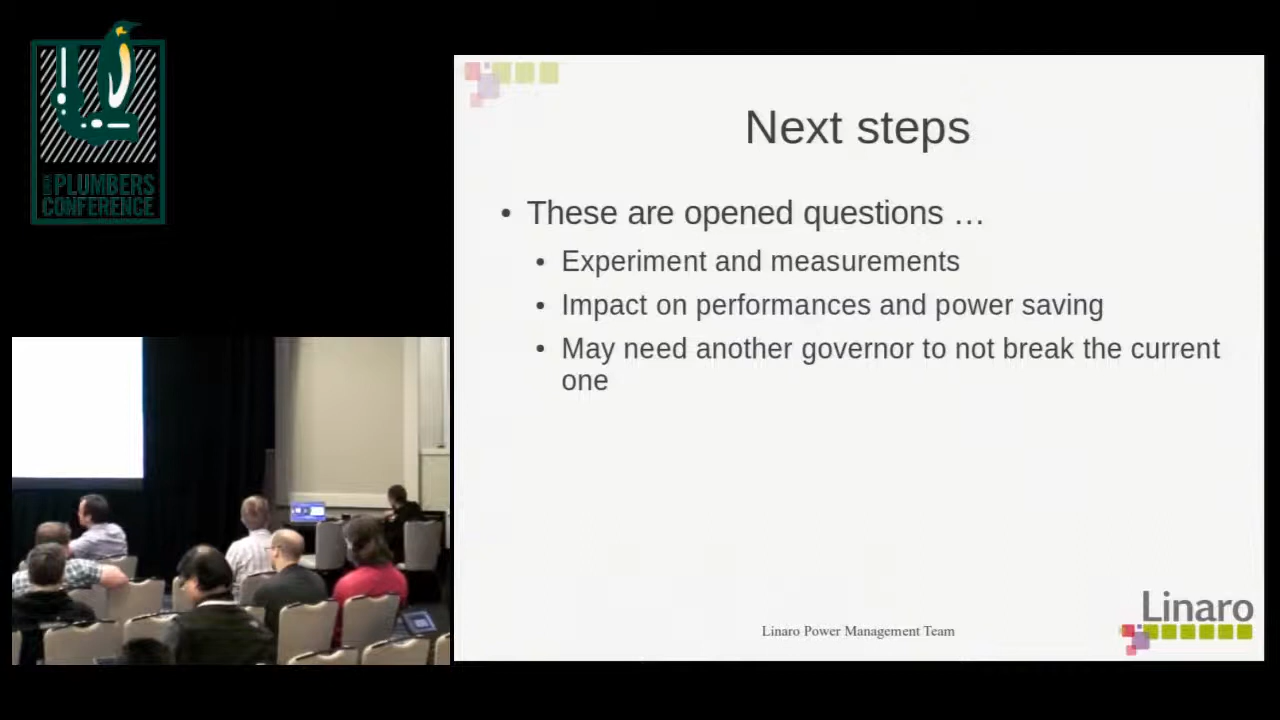 PLUMBERS
CONFERENCE
Next steps
• These are opened questions …
• Experiment and measurements
• Impact on performances and power saving
• May need another governor to not break the current
one
Linaro Power Management Team
Linaro